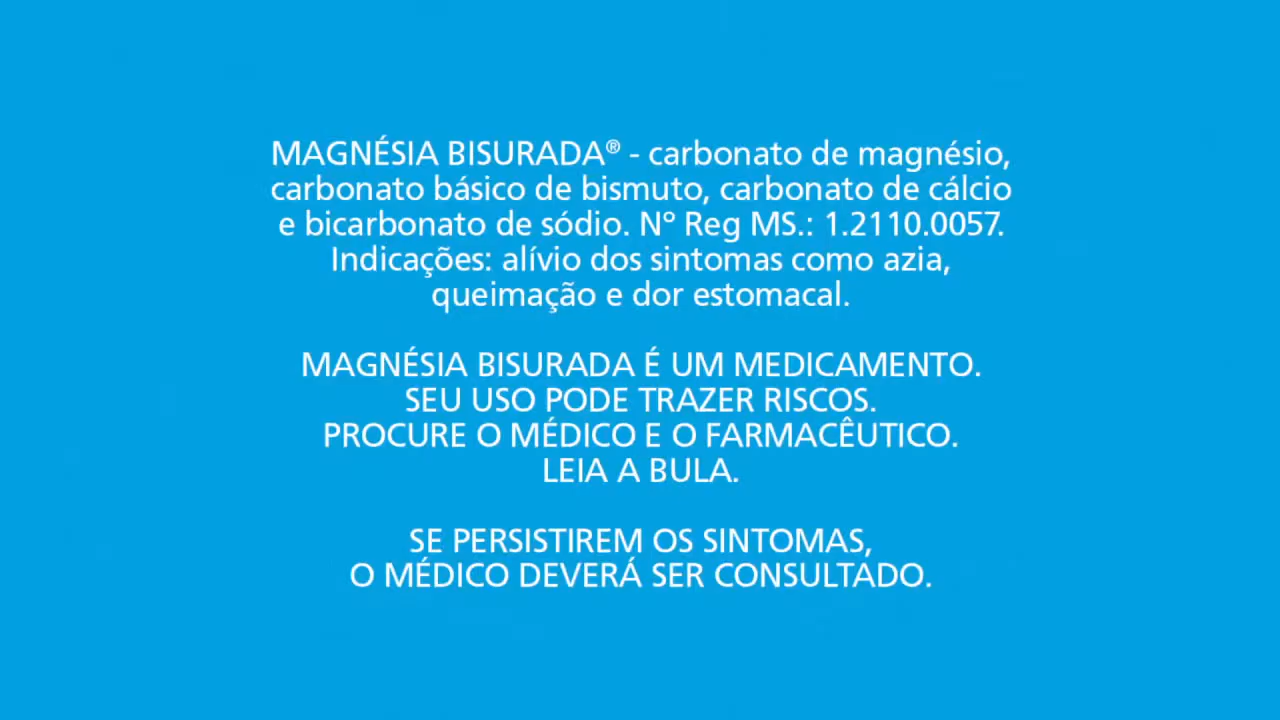 MAGNÉSIA BISURADA® - carbonato de magnésio,
carbonato básico de bismuto, carbonato de cálcio
e bicarbonato de sódio. Nº Reg MS.: 1.2110.0057.
Indicações: alívio dos sintomas como azia,
queimação e dor estomacal.
MAGNÉSIA BISURADA É UM MEDICAMENTO.
SEU USO PODE TRAZER RISCOS.
PROCURE O MÉDICO E O FARMACÊUTICO.
LEIA A BULA.
SE PERSISTIREM OS SINTOMAS,
O MÉDICO DEVERÁ SER CONSULTADO.